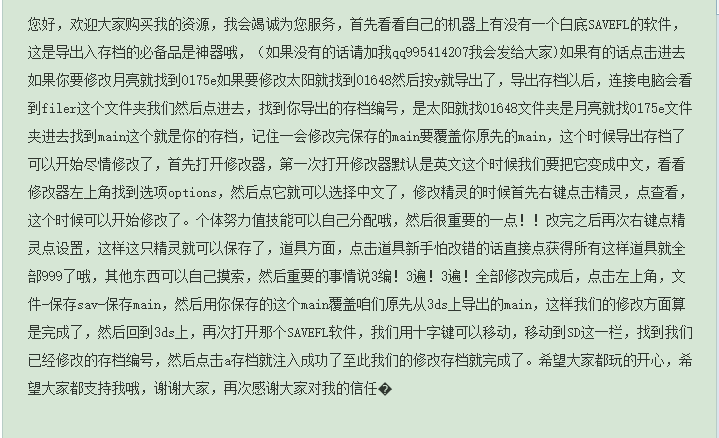 您好，欢迎大家购买我的资源，我会竭诚为您服务，首先看看自己的机器上有没有一个白底SAVEFL的软件，
这是导出入存档的必备品是神器哦，（如果没有的话请加我qq995414207我会发给大家)如果有的话点击进去
如果你要修改月亮就找到0175e如果要修改太阳就找到01648然后按y就导出了，导出存档以后，连接电脑会看
到filer这个文件夹我们然后点进去，找到你导出的存档编号，是太阳就找01648文件夹是月亮就找0175e文件
夹进去找到main这个就是你的存档，记住一会修改完保存的main要覆盖你原先的main，这个时候导出存档了
可以开始尽情修改了，首先打开修改器，第一次打开修改器默认是英文这个时候我们要把它变成中文，看看
修改器左上角找到选项options，然后点它就可以选择中文了，修改精灵的时候首先右键点击精灵，点查看，
这个时候可以开始修改了。个体努力值技能可以自己分配哦，然后很重要的一点！！改完之后再次右键点精
灵点设置，这样这只精灵就可以保存了，道具方面，点击道具新手怕改错的话直接点获得所有这样道具就全
部999了哦，其他东西可以自己摸索，然后重要的事情说3编！3遍！3遍！全部修改完成后，点击左上角，文
件-保存sav-保存main，然后用你保存的这个main覆盖咱们原先从3ds上导出的main，这样我们的修改方面算
是完成了，然后回到3ds上，再次打开那个SAVEFL软件，我们用十字键可以移动，移动到SD这一栏，找到我们
已经修改的存档编号，然后点击a存档就注入成功了至此我们的修改存档就完成了。希望大家都玩的开心，希
望大家都支持我哦，谢谢大家，再次感谢大家对我的信任�